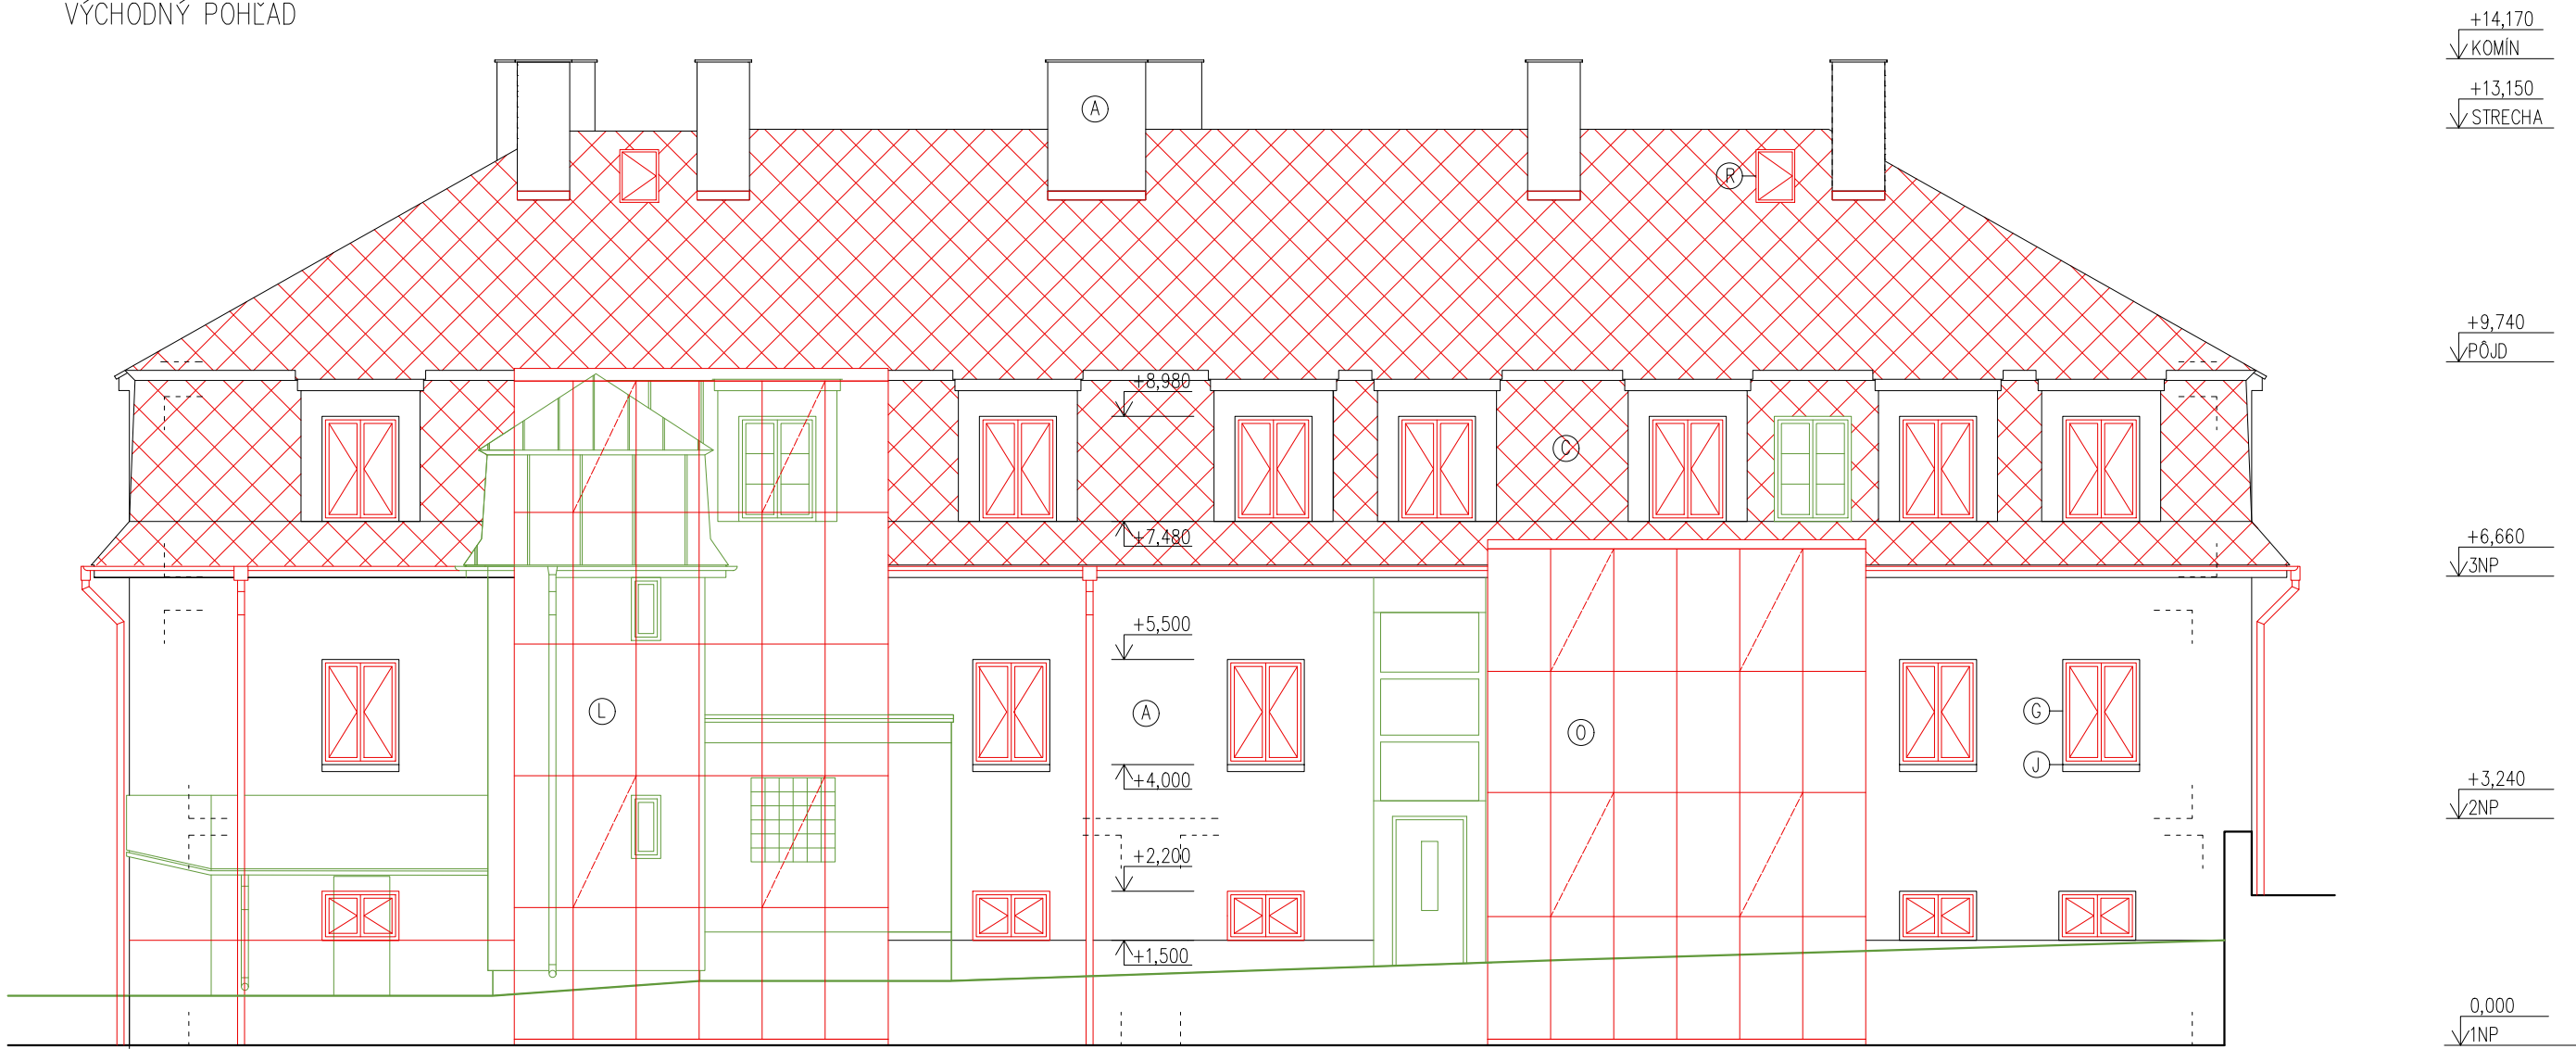 VÝCHODNÝ POHĽAD
+14,170
KOMÍN
A
+13,150
STRECHA
R
+9,740
PÔJD
+8,980
C
+7,480
+6,660
3NP
+5,500
L
A
O
G
J
+4,000
+3,240
2NP
+2,200
+1,500
0,000
1NP